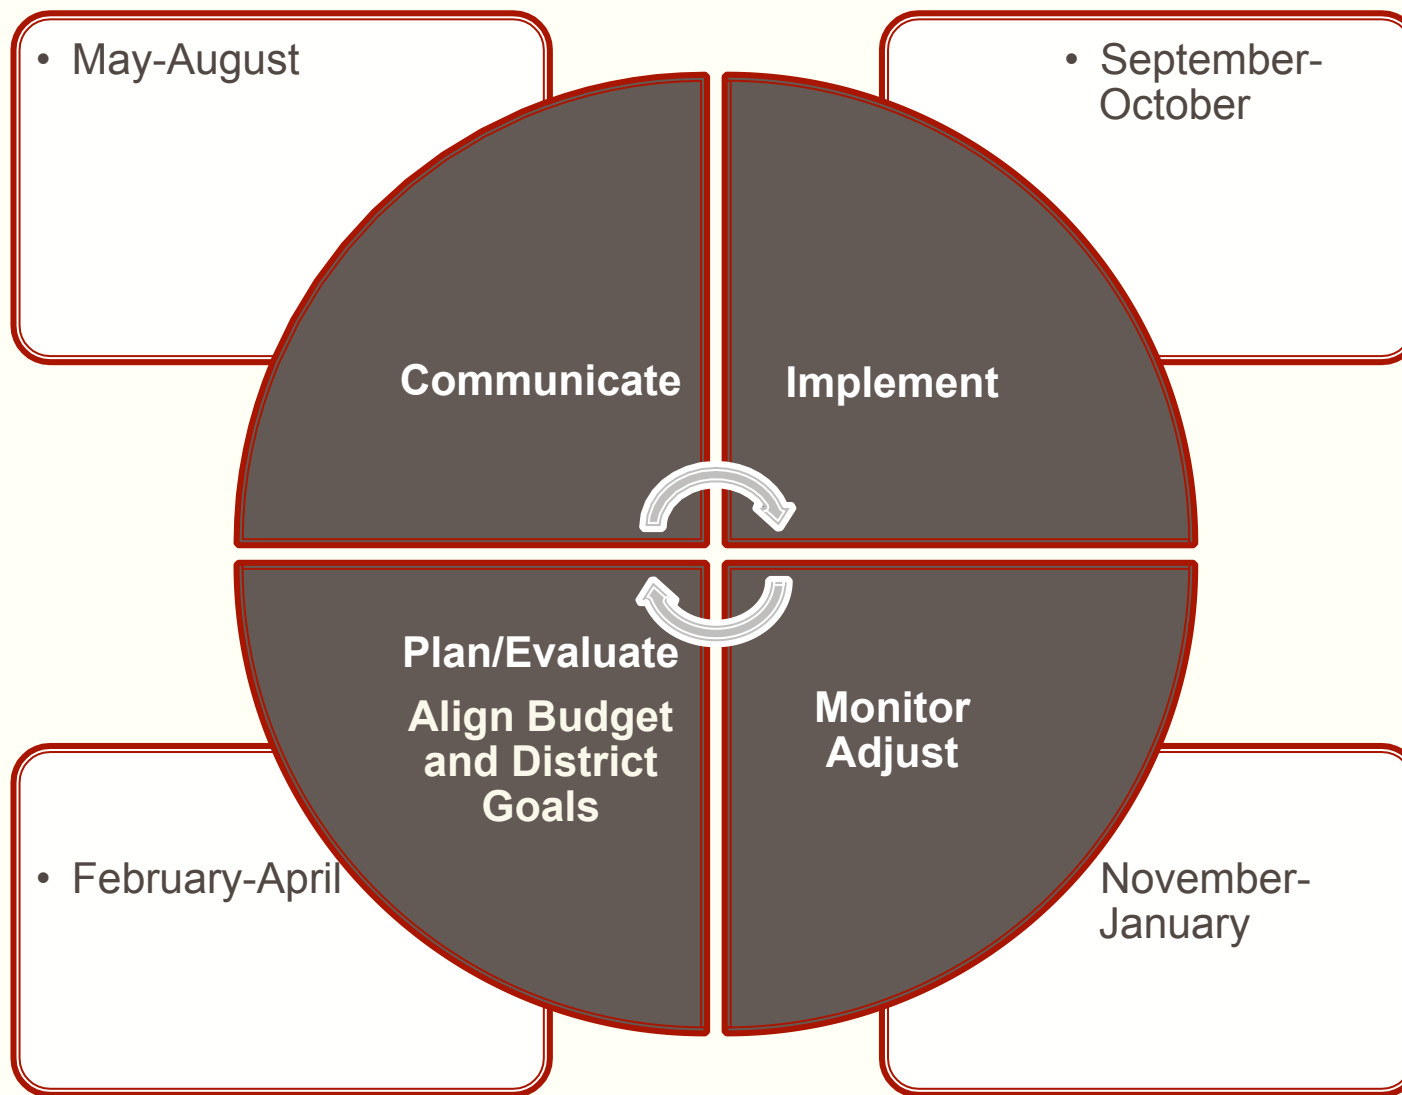 • May-August
• September-
October
Communicate
Implement
Plan/Evaluate
Align Budget
and District
Goals
Monitor
Adjust
• February-April
November-
January